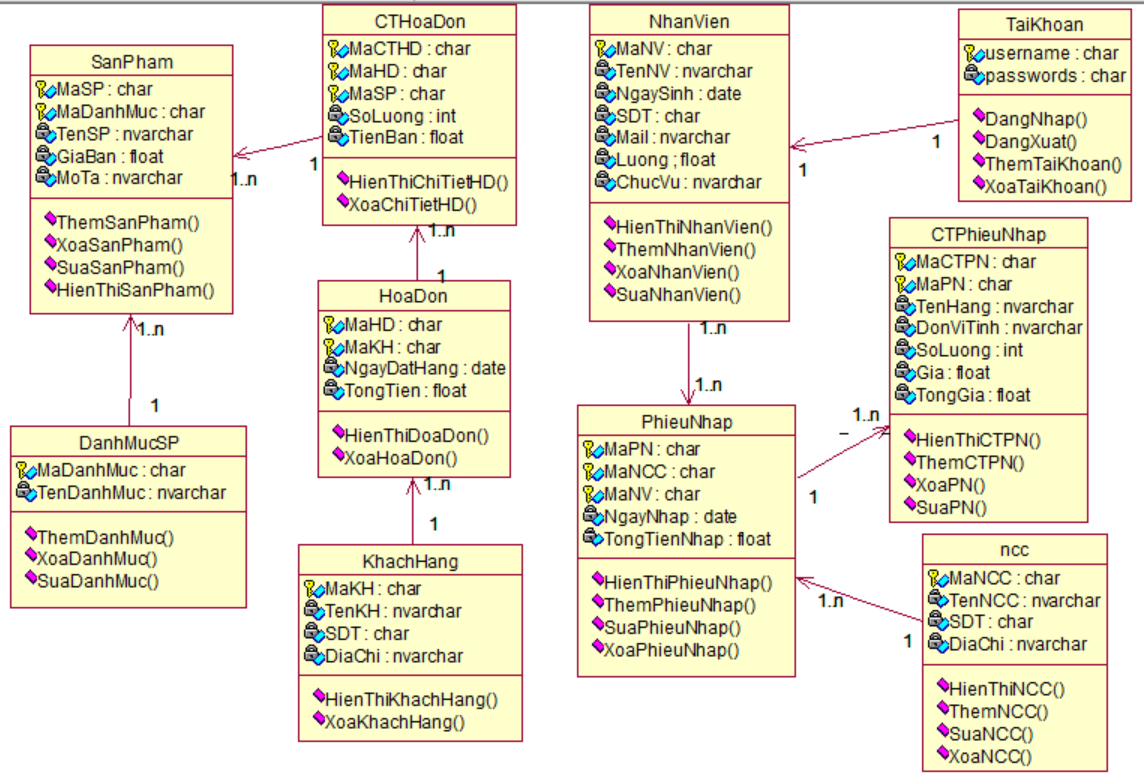 SanPham
MaSP : char
MaDanhMuc : char
TenSP : nvarchar
GiaBan : float
MoTa : nvarchar
ThemSanPham()
XoaSanPham()
SuaSanPham()
HienThiSanPham()
1..n
1
DanhMucSP
MaDanhMuc : char
TenDanhMuc : nvarchar
ThemDanhMuc()
XoaDanhMuc()
SuaDanhMuc()
CTHoaDon
MaCTHD : char
MaHD : char
MaSP : char
SoLuong : int
TienBan : float
HienThiChiTietHD()
XoaChiTietHD()
1
1..n
1..n
1
HoaDon
MaHD : char
MaKH : char
NgayDatHang : date
TongTien : float
HienThiDoaDon()
XoaHoaDon()
1..n
1
KhachHang
MaKH : char
TenKH : nvarchar
SDT : char
DiaChi : nvarchar
HienThiKhachHang()
XoaKhachHang()
NhanVien
MaNV : char
TenNV : nvarchar
NgaySinh : date
SDT : char
Mail : nvarchar
Luong ; float
ChucVu : nvarchar
HienThiNhanVien()
ThemNhanVien()
XoaNhanVien()
SuaNhanVien()
1..n
1..n
PhieuNhap
MaPN : char
MaNCC : char
MaNV : char
NgayNhap : date
TongTienNhap : float
HienThiPhieuNhap()
ThemPhieuNhap()
SuaPhieuNhap()
XoaPhieuNhap()
TaiKhoan
username : char
passwords : char
DangNhap()
DangXuat()
ThemTaiKhoan()
XoaTaiKhoan()
1
1
CTPhieuNhap
MaCTPN : char
MaPN : char
TenHang : nvarchar
DonViTinh : nvarchar
SoLuong : int
Gia : float
TongGia : float
HienThiCTPN()
ThemCTPN()
XoaPN()
SuaPN()
1..n
1
ncc
MaNCC : char
TenNCC : nvarchar
SDT : char
DiaChi : nvarchar
HienThiNCC()
ThemNCC()
SuaNCC()
XoaNCC()
1..n
1